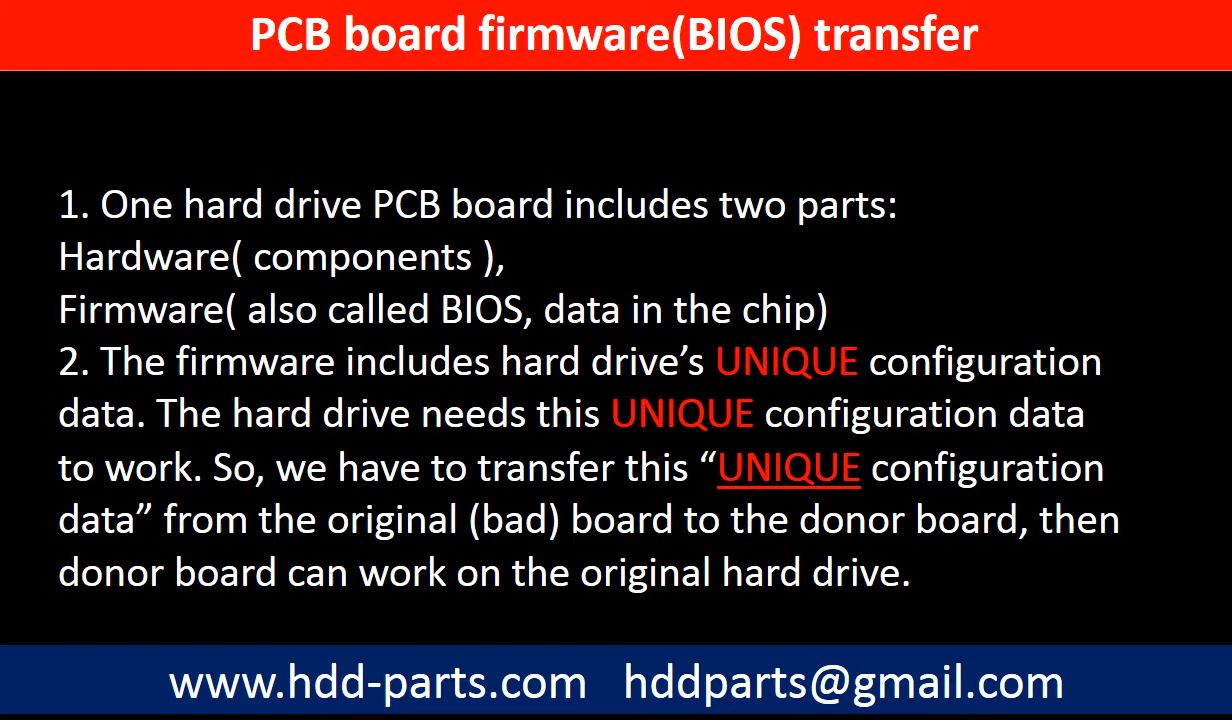 PCB board firmware(BIOS) transfer
1. One hard drive PCB board includes two parts:
Hardware( components ),
Firmware( also called BIOS, data in the chip)
2. The firmware includes hard drive’s UNIQUE configuration
data. The hard drive needs this UNIQUE configuration data
to work. So, we have to transfer this “UNIQUE configuration
data” from the original (bad) board to the donor board, then
donor board can work on the original hard drive.
www.hdd-parts.com hddparts@gmail.com